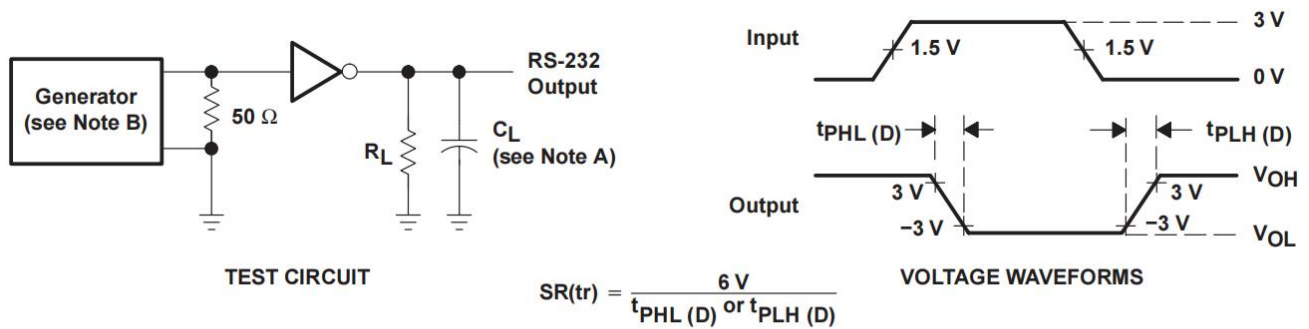 Generator
(see Note B)
50 Ω
RS-232
Output
RL
CL
(see Note A)
TEST CIRCUIT
Input
3 V
1.5 V
1.5 V
0 V
tPHL (D)
tPLH (D)
Output
VOH
3 V
3 V
−3 V
−3 V
VOL
VOLTAGE WAVEFORMS
SR(tr) = 6 V / tPHL (D) or tPLH (D)